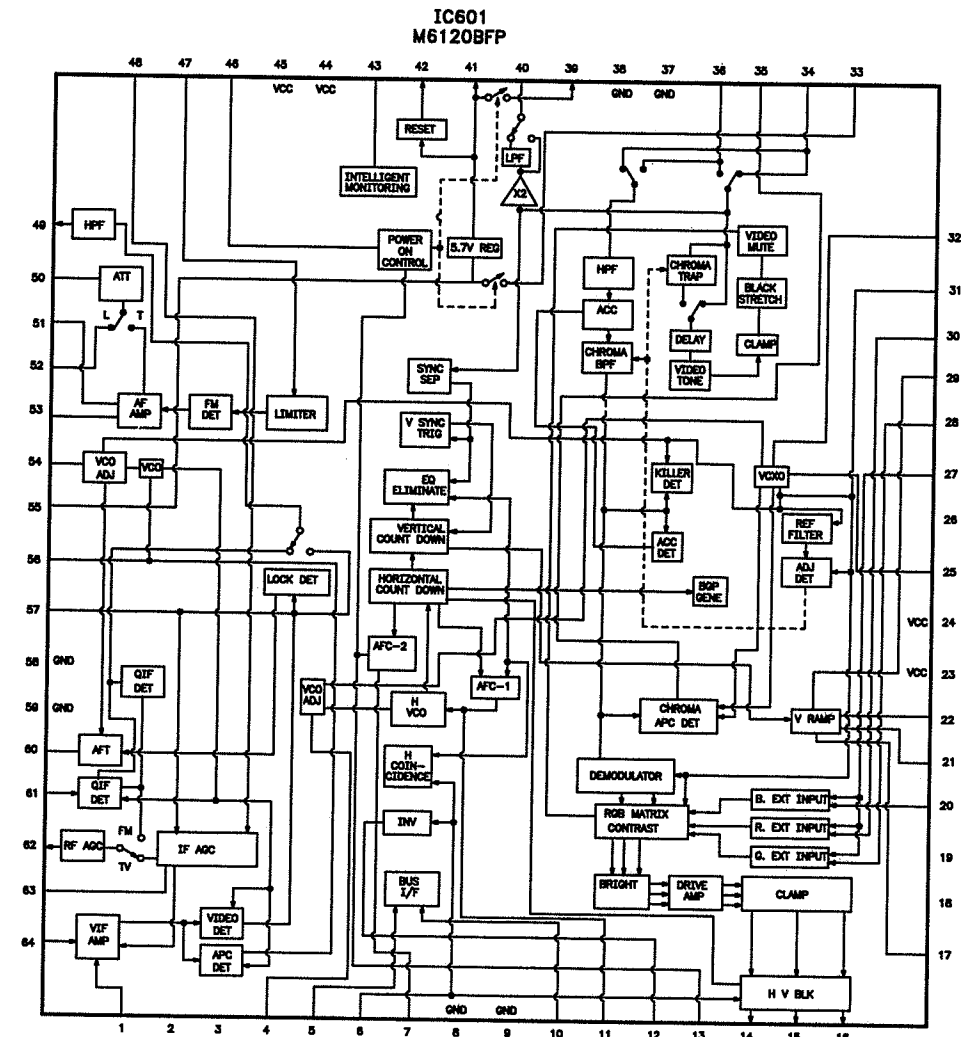 IC601
M61206FP
48 47 46 45 44 43 42 41 40 39 38 37 36 35 34 33
VCC VCC GND GND
RESET
LPF
X2
INTELLIGENT
MONITORING
49 HPF
POWER
ON
CONTROL
5.7V REG
VIDEO
MUTE
32
HPF
CHROMA
TRAP
50 ATT
BLACK
STRETCH
31
51 L T
ACC
DELAY
CLAMP
30
52
CHROMA
BPF
SYNC
SEP
VIDEO
TONE
29
53 AF
AMP
FM
DET
LIMITER
V SYNC
TRIG
28
54 VCO
ADJ
VCO
EQ
ELIMINATE
KILLER
DET
VCXO
27
55
VERTICAL
COUNT DOWN
REF
FILTER
26
56
ACC
DET
ADJ
DET
25
LOCK DET
HORIZONTAL
COUNT DOWN
BGP
GENE
57
VCC 24
AFC-2
58 GND
QIF
DET
VCO
ADJ
AFC-1
VCC 23
59 GND
H
VCO
CHROMA
APC DET
V RAMP
22
60 AFT
H
COIN-
CIDENCE
21
61 QIF
DET
DEMODULATOR
B. EXT INPUT
20
FM
INV
RGB MATRIX
CONTRAST
R. EXT INPUT
62 RF AGC
TV
IF AGC
G. EXT INPUT
19
63
BUS
I/F
BRIGHT
DRIVE
AMP
CLAMP
18
64 VIF
AMP
VIDEO
DET
17
APC
DET
H V BLK
GND GND
1 2 3 4 5 6 7 8 9 10 11 12 13 14 15 16